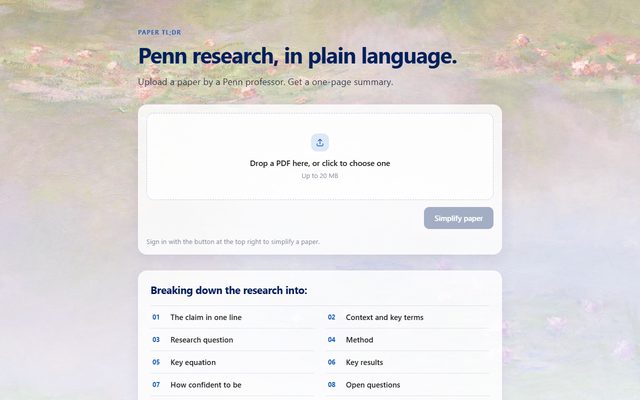 PAPER TL;DR
Penn research, in plain language.
Upload a paper by a Penn professor. Get a one-page summary.
Drop a PDF here, or click to choose one
Up to 20 MB
Simplify paper
Sign in with the button at the top right to simplify a paper.
Breaking down the research into:
01 The claim in one line
02 Context and key terms
03 Research question
04 Method
05 Key equation
06 Key results
07 How confident to be
08 Open questions